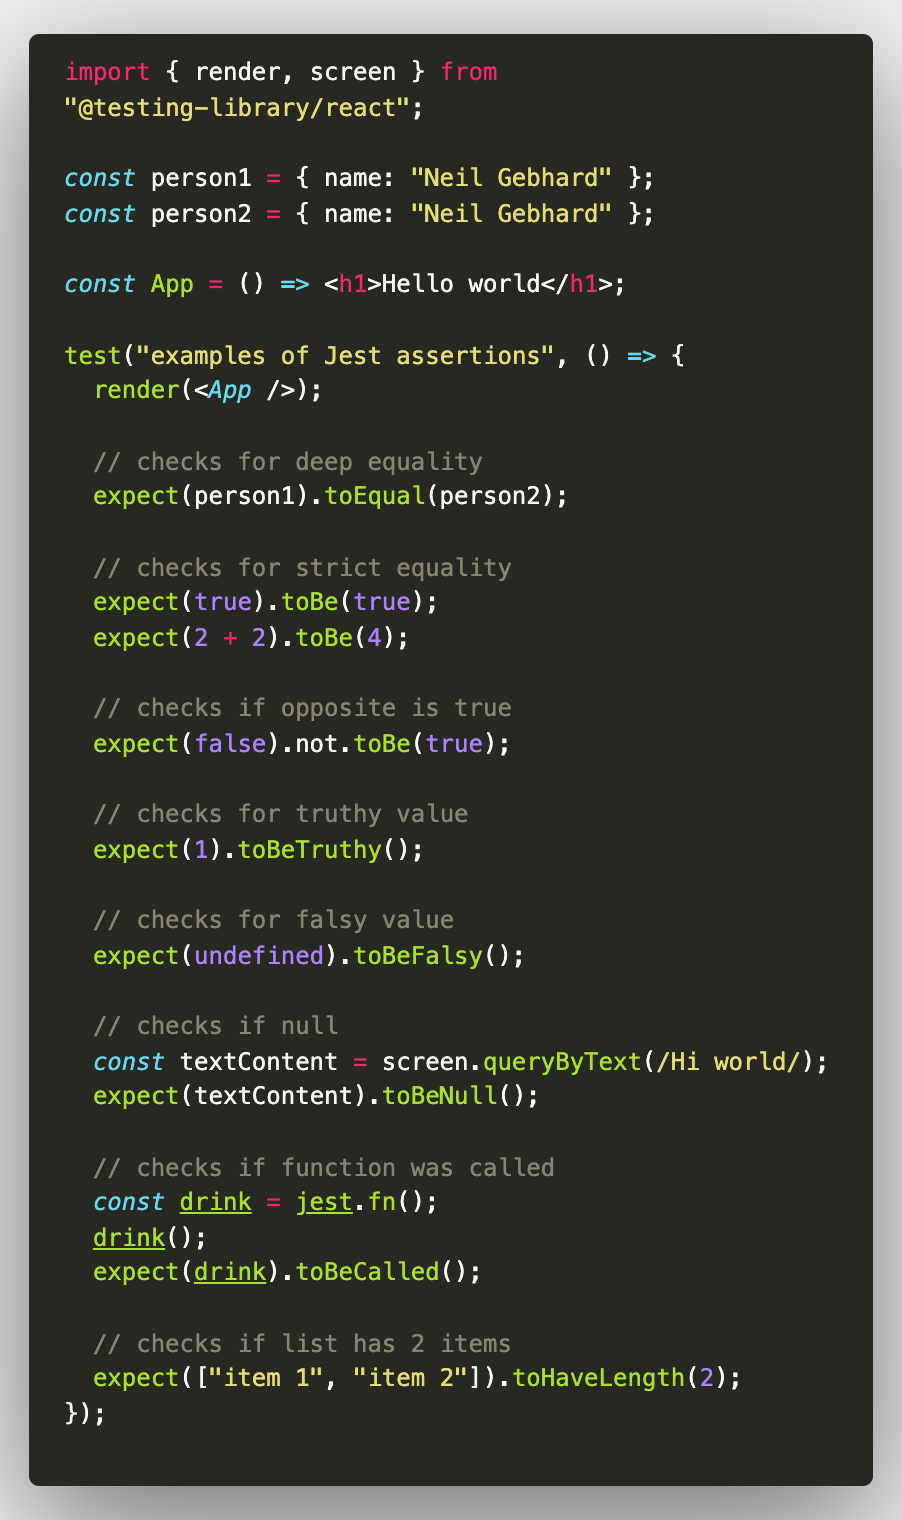 import { render, screen } from
"@testing-library/react";

const person1 = { name: "Neil Gebhard" };
const person2 = { name: "Neil Gebhard" };

const App = () => <h1>Hello world</h1>;

test("examples of Jest assertions", () => {
  render(<App />);

  // checks for deep equality
  expect(person1).toEqual(person2);

  // checks for strict equality
  expect(true).toBe(true);
  expect(2 + 2).toBe(4);

  // checks if opposite is true
  expect(false).not.toBe(true);

  // checks for truthy value
  expect(1).toBeTruthy();

  // checks for falsy value
  expect(undefined).toBeFalsy();

  // checks if null
  const textContent = screen.queryByText(/Hi world/);
  expect(textContent).toBeNull();

  // checks if function was called
  const drink = jest.fn();
  drink();
  expect(drink).toBeCalled();

  // checks if list has 2 items
  expect(["item 1", "item 2"]).toHaveLength(2);
});